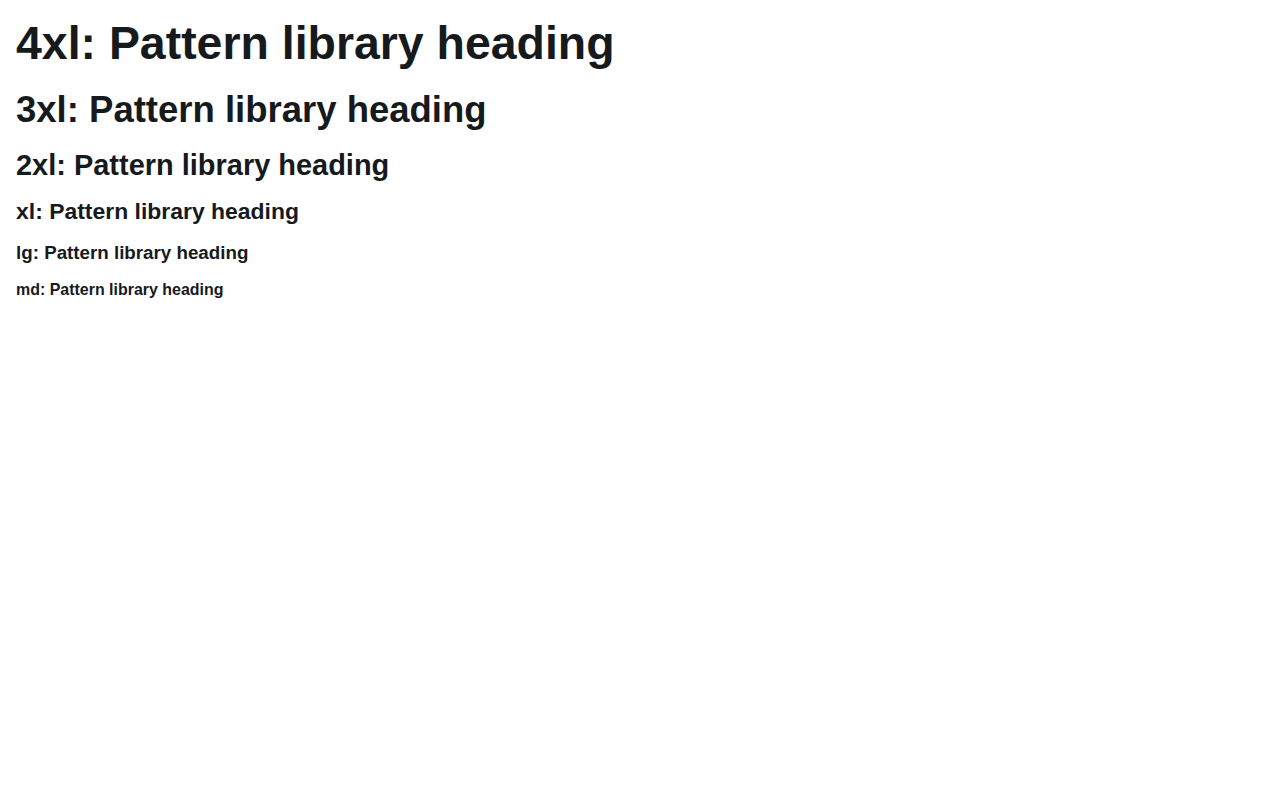 4xl: Pattern library heading
3xl: Pattern library heading
2xl: Pattern library heading
xl: Pattern library heading
lg: Pattern library heading
md: Pattern library heading